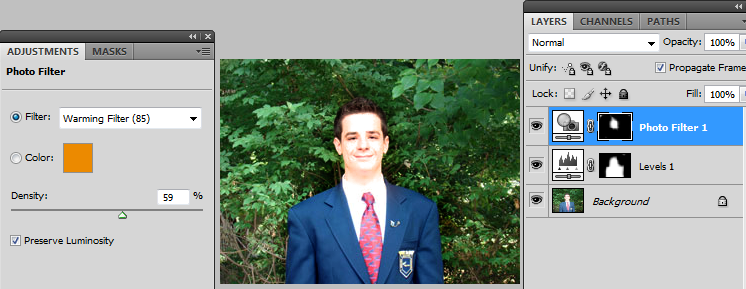 ADJUSTMENTS MASKS
Photo Filter
Filter: Warming Filter (85)
Color:
Density: 59 %
Preserve Luminosity
LAYERS CHANNELS PATHS
Normal Opacity: 100%
Unify: Propagate Frame
Lock: Fill: 100%
Photo Filter 1
Levels 1
Background